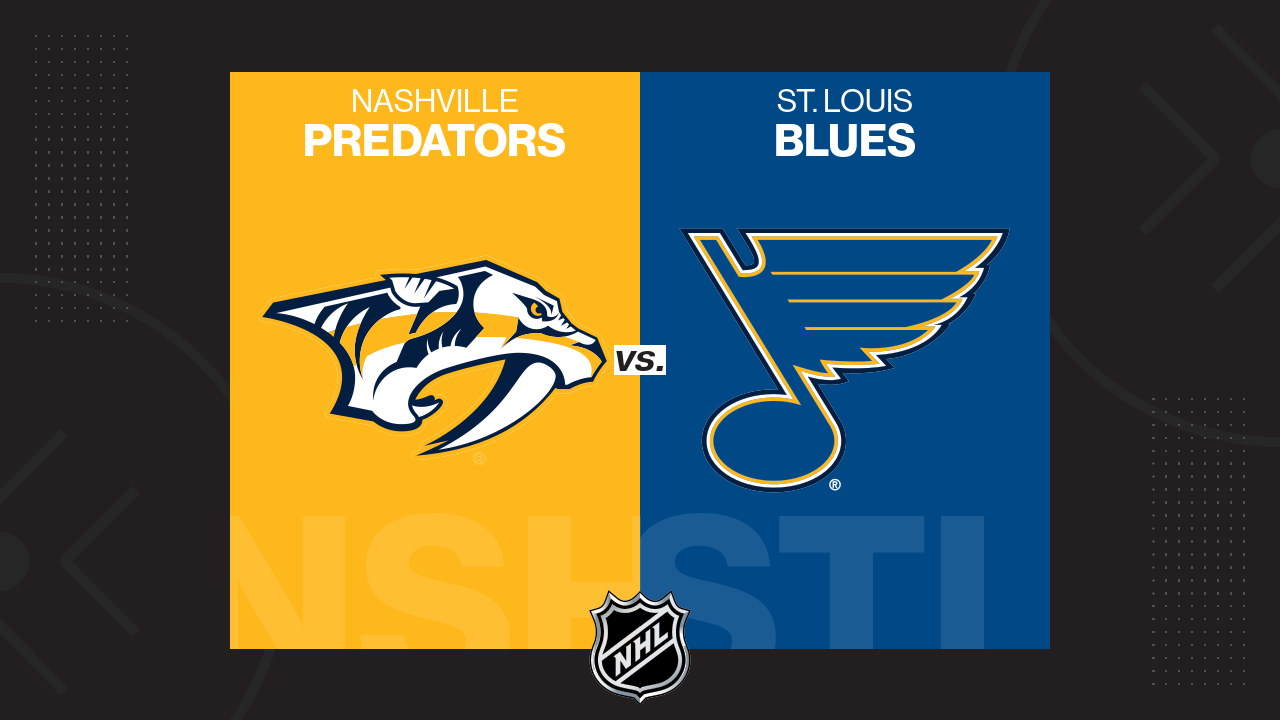 NASHVILLE
PREDATORS
ST. LOUIS
BLUES
vs.
®
®
NSH
STL
NHL